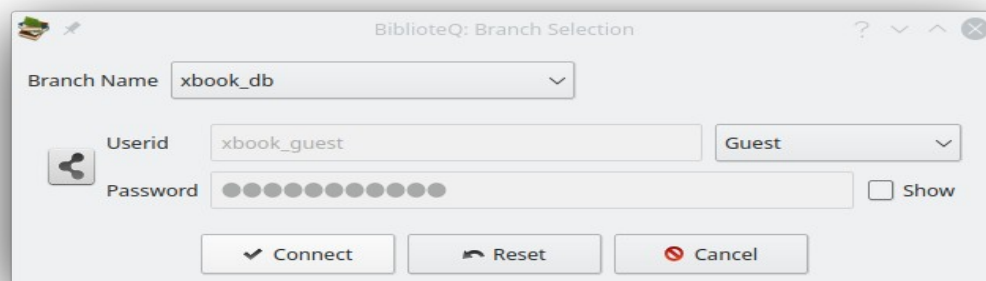 BiblioteQ: Branch Selection
Branch Name xbook_db
Userid xbook_guest Guest
Password ●●●●●●●●●●● Show
Connect Reset Cancel